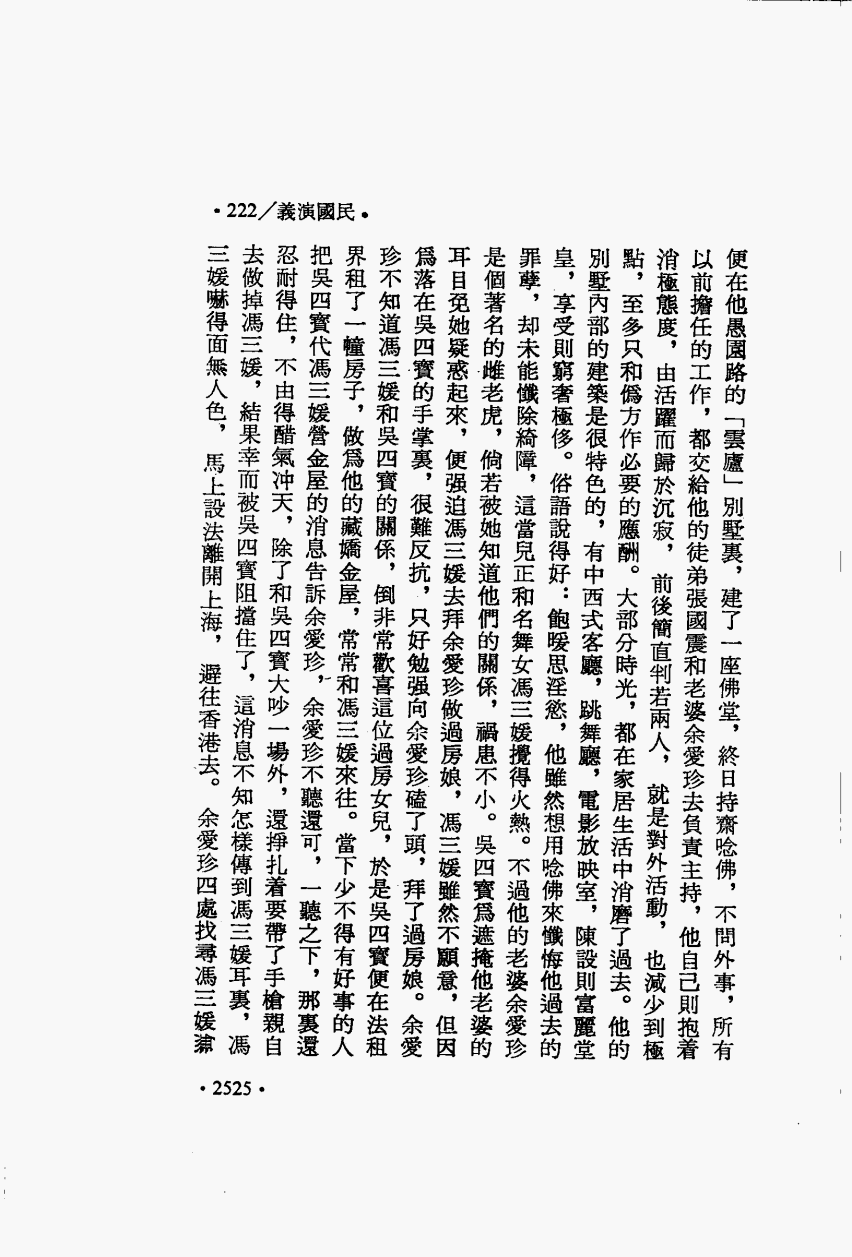 •222／義演國民•
便在他愚園路的「雲廬」別墅裏，建了一座佛堂，終日持齋唸佛，不問外事，所有
以前擔任的工作，都交給他的徒弟張國震和老婆余愛珍去負責主持，他自己則抱着
消極態度，由活躍而歸於沉寂，前後簡直判若兩人，就是對外活動，也減少到極
點，至多只和僞方作必要的應酬。大部分時光，都在家居生活中消磨了過去。他的
別墅內部的建築是很特色的，有中西式客廳，跳舞廳，電影放映室，陳設則富麗堂
皇，享受則窮奢極侈。俗語說得好：飽暖思淫慾，他雖然想用唸佛來懺悔他過去的
罪孽，却未能懺除綺障，這當兒正和名舞女馮三媛攪得火熱。不過他的老婆余愛珍
是個著名的雌老虎，倘若被她知道他們的關係，禍患不小。吳四寶爲遮掩他老婆的
耳目免她疑惑起來，便强迫馮三媛去拜余愛珍做過房娘，馮三媛雖然不願意，但因
爲落在吳四寶的手掌裏，很難反抗，只好勉强向余愛珍磕了頭，拜了過房娘。余愛
珍不知道馮三媛和吳四寶的關係，倒非常歡喜這位過房女兒，於是吳四寶便在法租
界租了一幢房子，做爲他的藏嬌金屋，常常和馮三媛來往。當下少不得有好事的人
把吳四寶代馮三媛營金屋的消息告訴余愛珍，余愛珍不聽還可，一聽之下，那裏還
忍耐得住，不由得醋氣冲天，除了和吳四寶大吵一場外，還掙扎着要帶了手槍親自
去做掉馮三媛，結果幸而被吳四寶阻擋住了，這消息不知怎樣傳到馮三媛耳裏，馮
三媛嚇得面無人色，馬上設法離開上海，避往香港去。余愛珍四處找尋馮三媛
•2525•